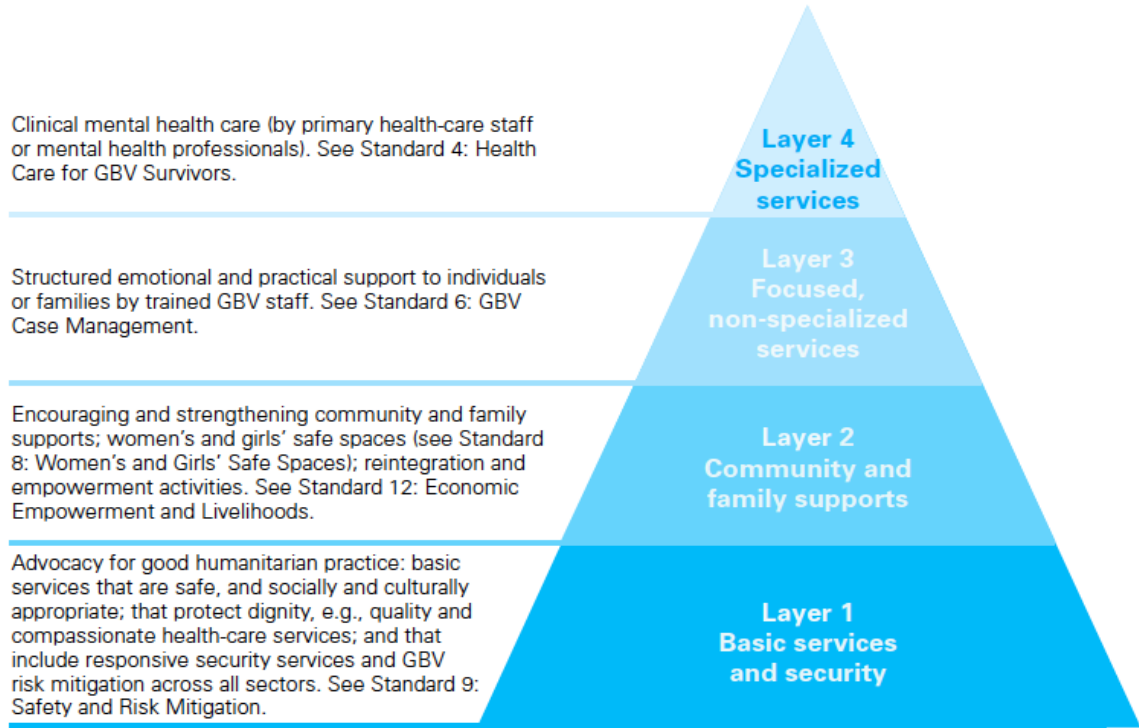 Clinical mental health care (by primary health-care staff
or mental health professionals). See Standard 4: Health
Care for GBV Survivors.
Layer 4
Specialized
services
Structured emotional and practical support to individuals
or families by trained GBV staff. See Standard 6: GBV
Case Management.
Layer 3
Focused,
non-specialized
services
Encouraging and strengthening community and family
supports; women’s and girls’ safe spaces (see Standard
8: Women’s and Girls’ Safe Spaces); reintegration and
empowerment activities. See Standard 12: Economic
Empowerment and Livelihoods.
Layer 2
Community and
family supports
Advocacy for good humanitarian practice: basic
services that are safe, and socially and culturally
appropriate; that protect dignity, e.g., quality and
compassionate health-care services; and that
include responsive security services and GBV
risk mitigation across all sectors. See Standard 9:
Safety and Risk Mitigation.
Layer 1
Basic services
and security